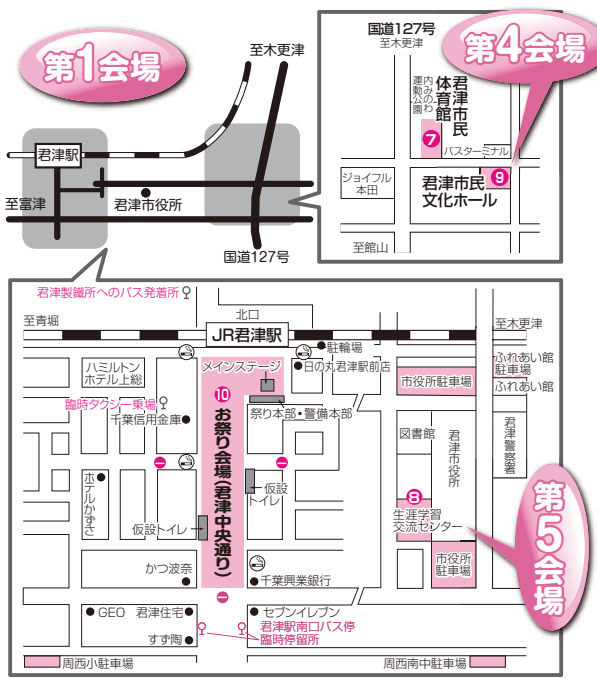 第1会場
至木更津
君津駅
至富津
君津市役所
国道127号
国道127号
至木更津
第4会場
内みのわ
運動公園
君津市民
体育館
7
バスターミナル
ジョイフル
本田
9
君津市民
文化ホール
至館山
君津製鐵所へのバス発着所
至青堀
北口
至木更津
JR君津駅
駐輪場
メインステージ
日の丸君津駅前店
ハミルトン
ホテル上総
臨時タクシー乗場
千葉信用金庫
10
お祭り会場(君津中央通り)
祭り本部・警備本部
市役所駐車場
ふれあい館
駐車場
ふれあい館
図書館
君津市役所
君津警察署
ホテルかずさ
仮設
トイレ
仮設トイレ
8
生涯学習
交流センター
第5会場
市役所
駐車場
かつ波奈
千葉興業銀行
GEO
君津住宅
セブンイレブン
すず陶
君津駅南口バス停
臨時停留所
周西小駐車場
周西南中駐車場